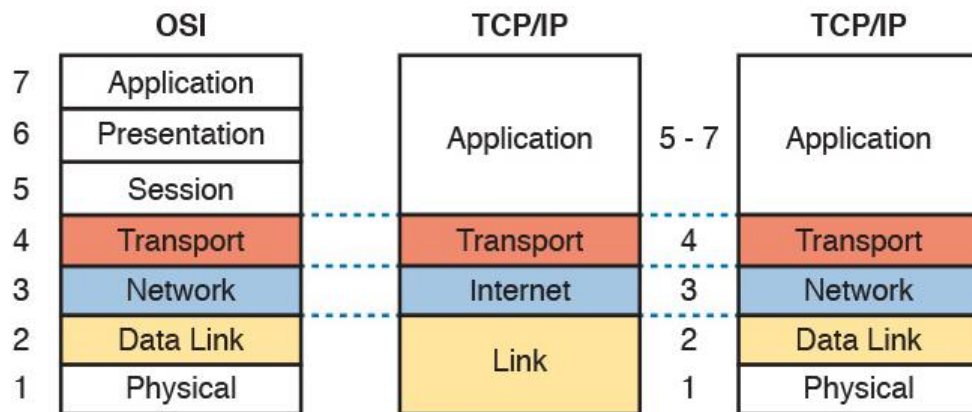 OSI TCP/IP TCP/IP
7 Application
6 Presentation Application 5 - 7 Application
5 Session
4 Transport Transport 4 Transport
3 Network Internet 3 Network
2 Data Link Link 2 Data Link
1 Physical 1 Physical